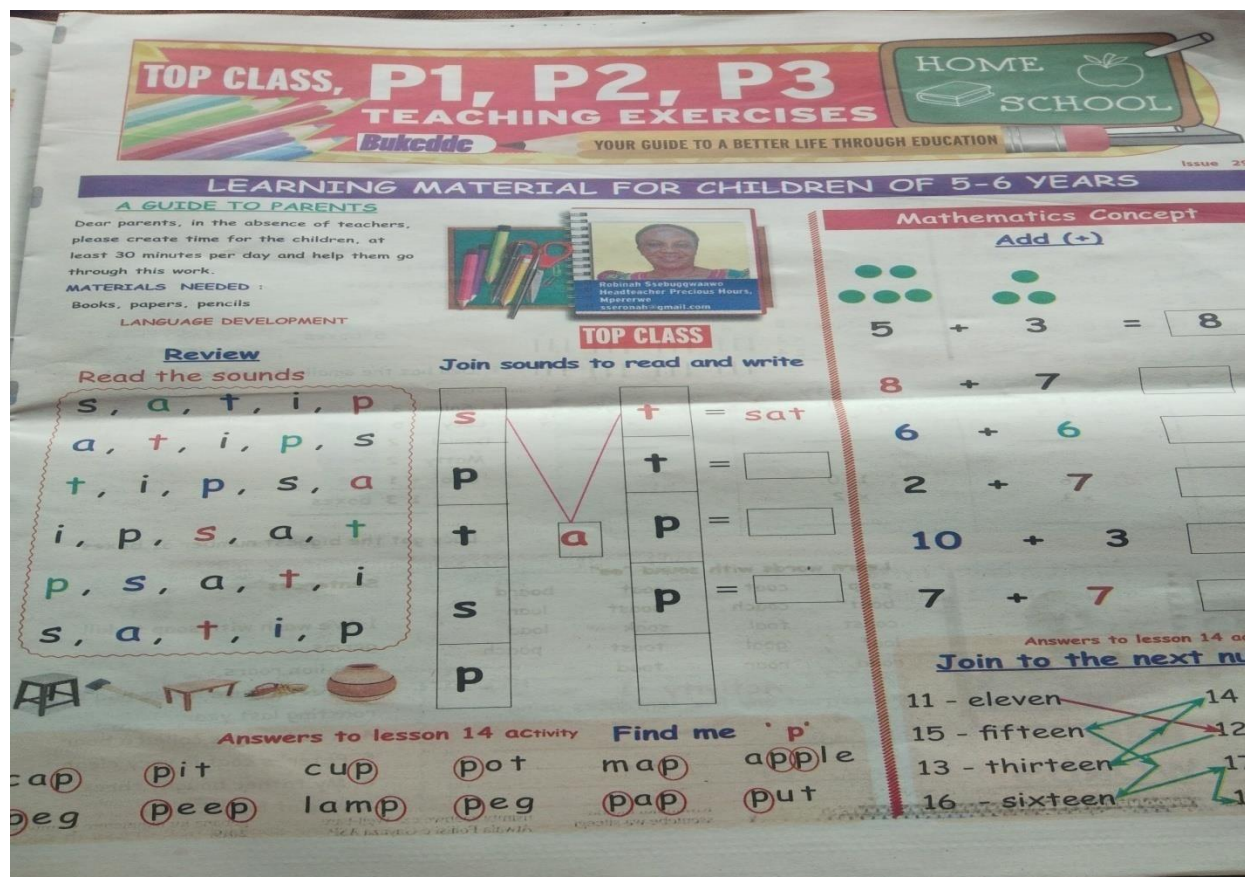 TOP CLASS, P1, P2, P3
TEACHING EXERCISES
Bukedde
YOUR GUIDE TO A BETTER LIFE THROUGH EDUCATION
HOME
SCHOOL
Issue
LEARNING MATERIAL FOR CHILDREN OF 5-6 YEARS
A GUIDE TO PARENTS
Dear parents, in the absence of teachers,
please create time for the children, at
least 30 minutes per day and help them go
through this work.
MATERIALS NEEDED :
Books, papers, pencils
LANGUAGE DEVELOPMENT
Review
Read the sounds
s, a, t, i, p
a, t, i, p, s
t, i, p, s, a
i, p, s, a, t
p, s, a, t, i
s, a, t, i, p
Robinah Ssebuggwaawo
Headteacher Precious Hours,
Mpererwe
sseronah@gmail.com
TOP CLASS
Join sounds to read and write
s t = sat
p t =
t a p =
s p =
p
Mathematics Concept
Add (+)
5 + 3 = 8
8 + 7
6 + 6
2 + 7
10 + 3
7 + 7
Answers to lesson 14
Join to the next
11 - eleven 14
15 - fifteen 12
13 - thirteen
16 - sixteen
Answers to lesson 14 activity Find me 'p'
cap pit cup pot map apple
peg peep lamp peg pap put